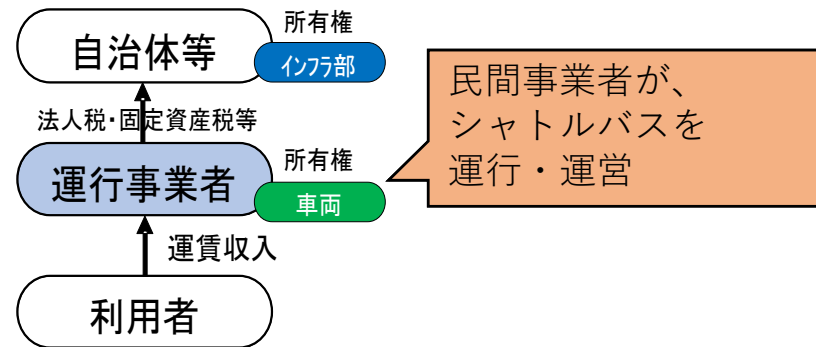 所有権
自治体等
インフラ部
法人税・固定資産税等
所有権
運行事業者
車両
運賃収入
利用者
民間事業者が、
シャトルバスを
運行・運営